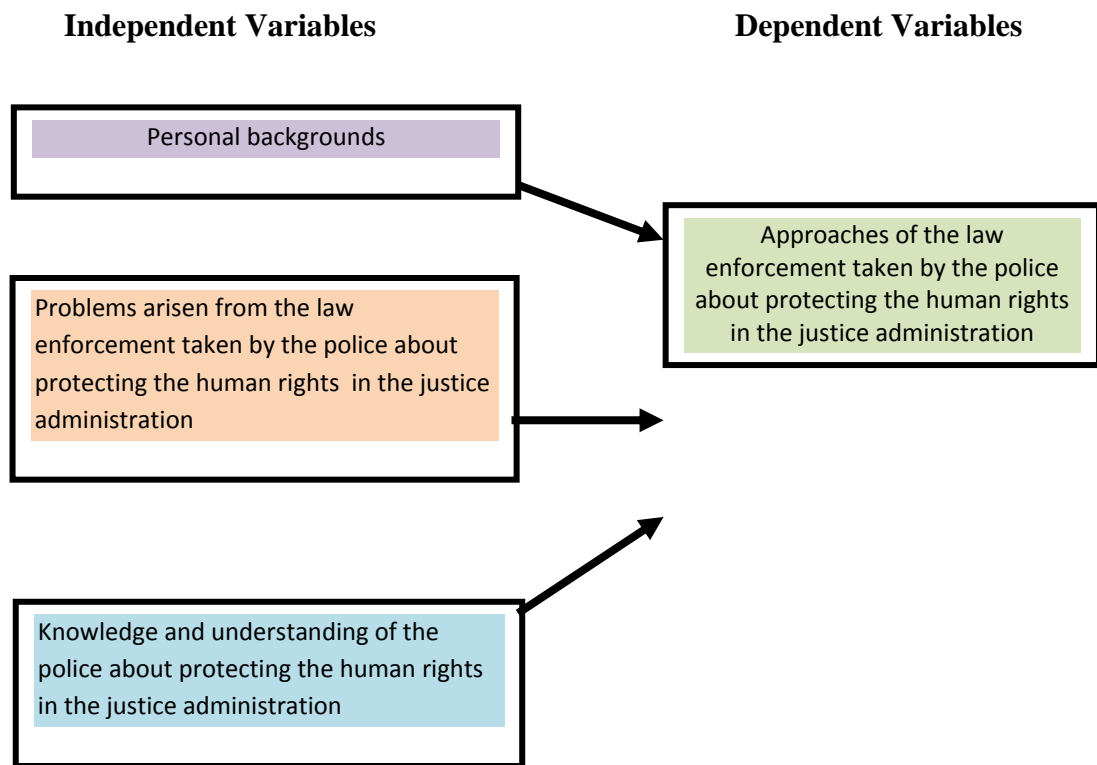 Independent Variables
Dependent Variables
Personal backgrounds
Problems arisen from the law
enforcement taken by the police about
protecting the human rights in the justice
administration
Knowledge and understanding of the
police about protecting the human rights
in the justice administration
Approaches of the law
enforcement taken by the police
about protecting the human rights
in the justice administration